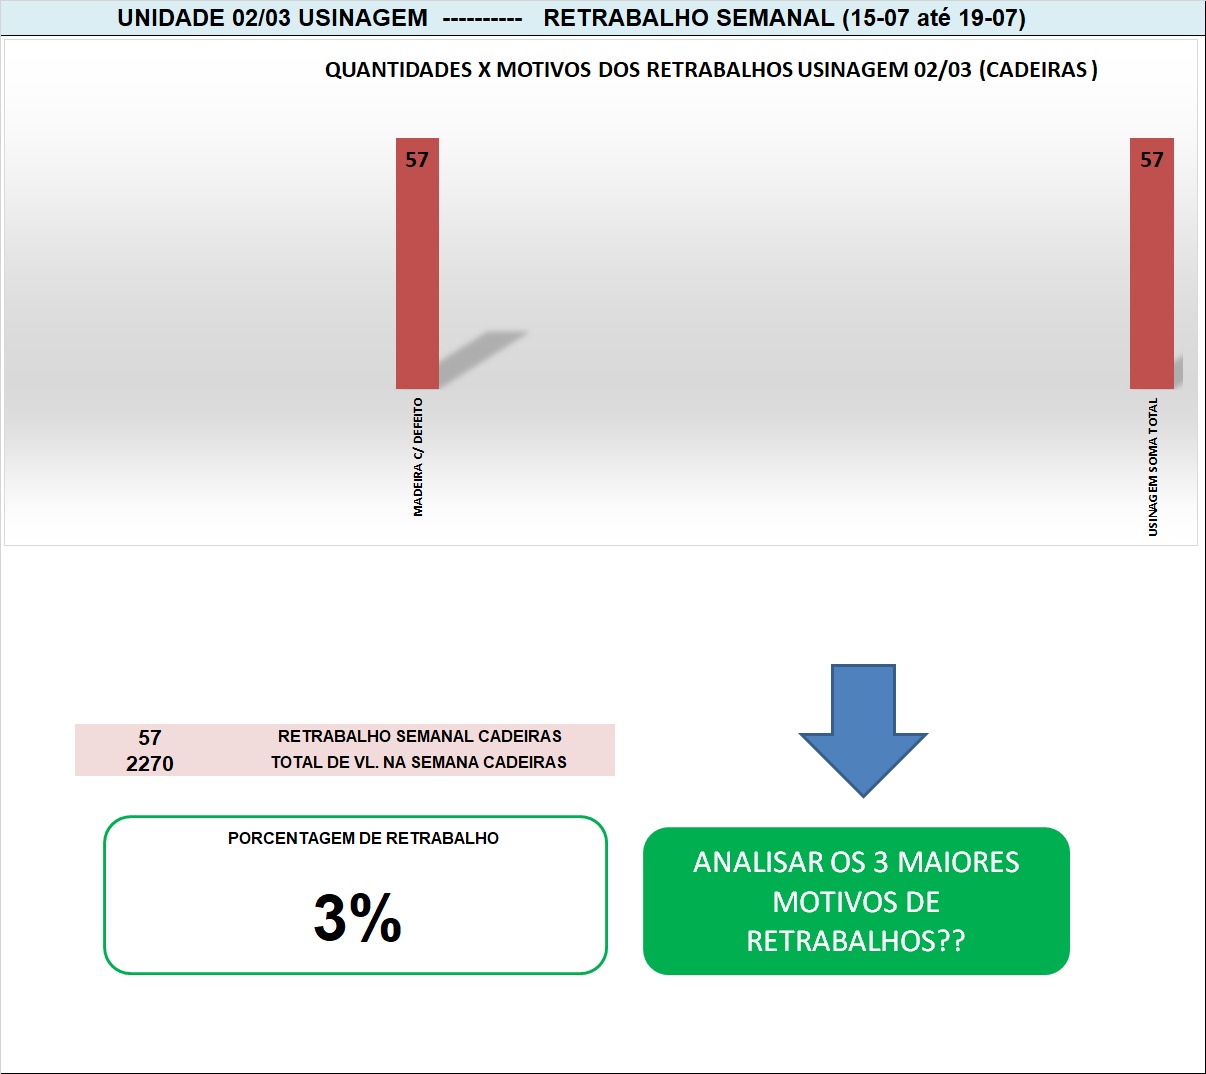 UNIDADE 02/03 USINAGEM ---------- RETRABALHO SEMANAL (15-07 até 19-07)
QUANTIDADES X MOTIVOS DOS RETRABALHOS USINAGEM 02/03 (CADEIRAS )
57
57
MADEIRA C/ DEFEITO
USINAGEM SOMA TOTAL
57 RETRABALHO SEMANAL CADEIRAS
2270 TOTAL DE VL. NA SEMANA CADEIRAS
PORCENTAGEM DE RETRABALHO
3%
ANALISAR OS 3 MAIORES
MOTIVOS DE
RETRABALHOS??